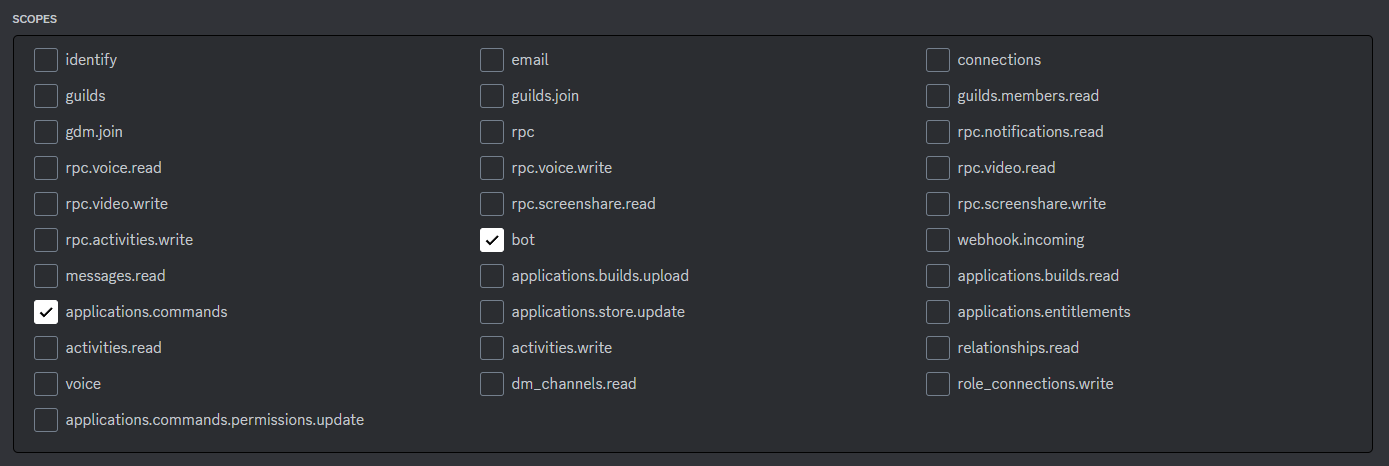 SCOPES
identify email connections
guilds guilds.join guilds.members.read
gdm.join rpc rpc.notifications.read
rpc.voice.read rpc.voice.write rpc.video.read
rpc.video.write rpc.screenshare.read rpc.screenshare.write
rpc.activities.write bot webhook.incoming
messages.read applications.builds.upload applications.builds.read
applications.commands applications.store.update applications.entitlements
activities.read activities.write relationships.read
voice dm_channels.read role_connections.write
applications.commands.permissions.update